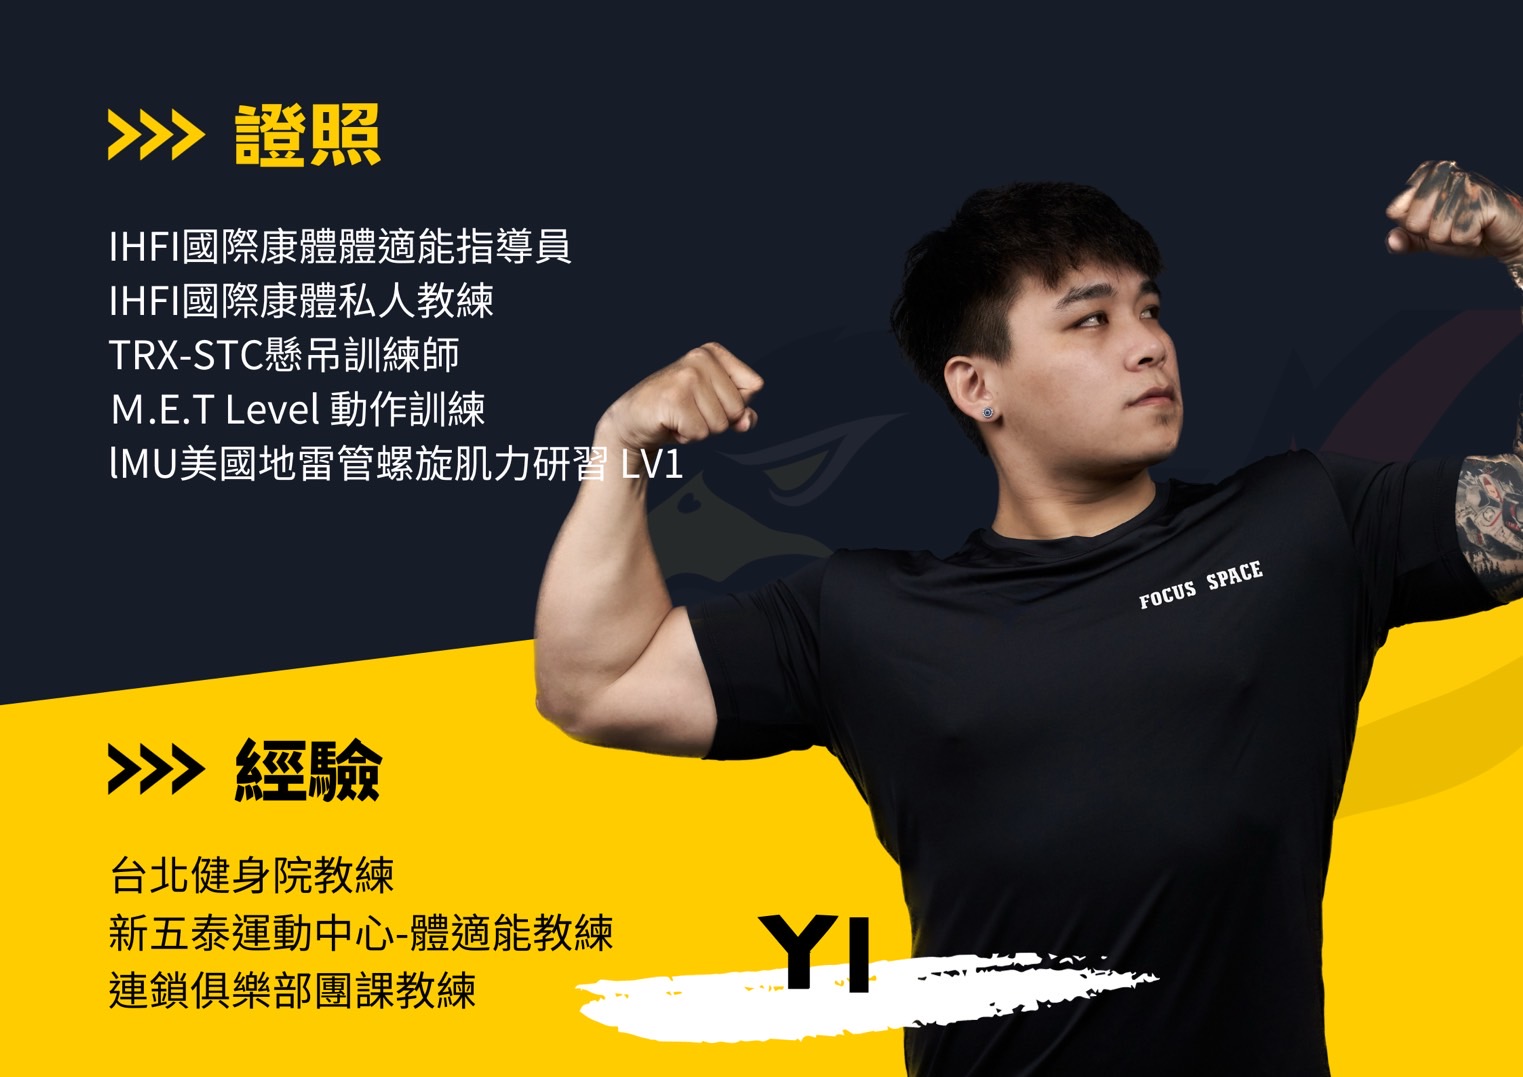 >>> 證照
IHFI國際康體體適能指導員
IHFI國際康體私人教練
TRX-STC懸吊訓練師
M.E.T Level 動作訓練
lMU美國地雷管螺旋肌力研習 LV1
FOCUS SPACE
>>> 經驗
台北健身院教練
新五泰運動中心-體適能教練
連鎖俱樂部團課教練
YI